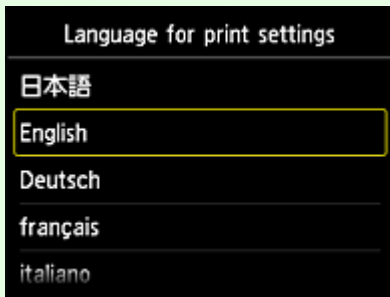 Language for print settings
日本語
English
Deutsch
français
italiano